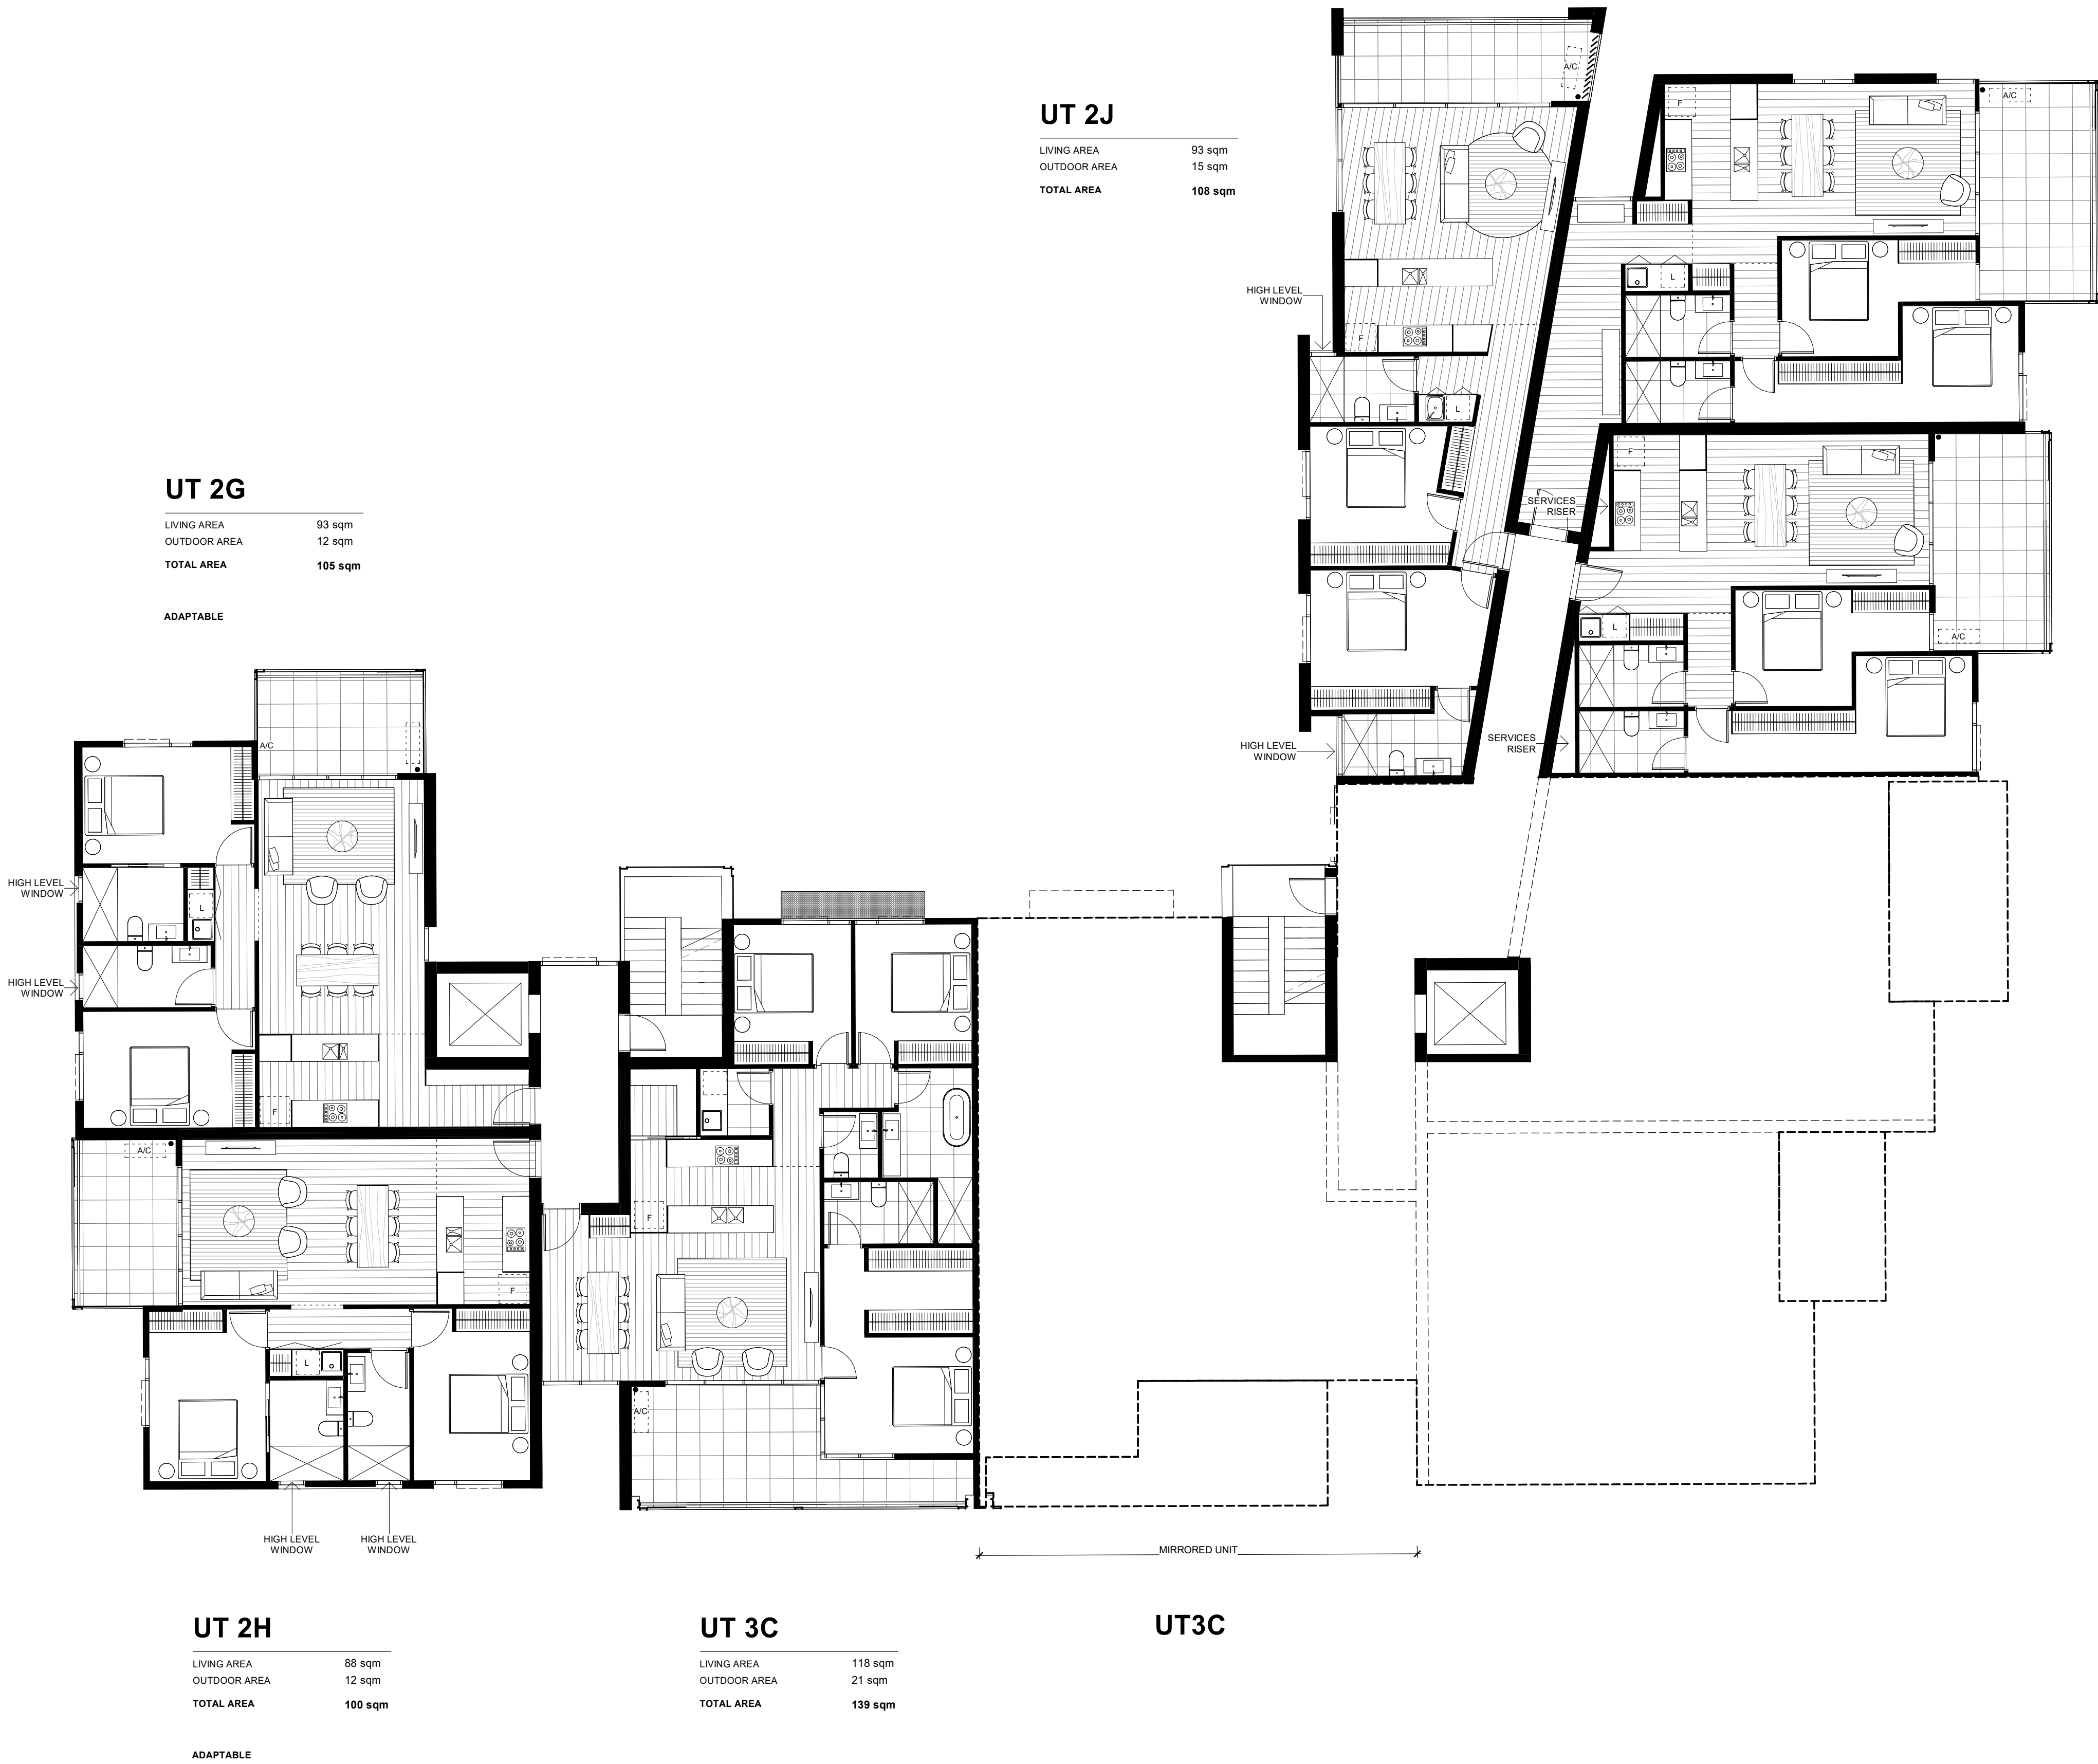 UT 2J
LIVING AREA 93 sqm
OUTDOOR AREA 15 sqm
TOTAL AREA 108 sqm
A/C
F
A/C
L
HIGH LEVEL
WINDOW
F
L
F
SERVICES
RISER
L
A/C
SERVICES
RISER
HIGH LEVEL
WINDOW
UT 2G
LIVING AREA 93 sqm
OUTDOOR AREA 12 sqm
TOTAL AREA 105 sqm
ADAPTABLE
A/C
HIGH LEVEL
WINDOW
L
HIGH LEVEL
WINDOW
F
A/C
F
L
HIGH LEVEL
WINDOW
HIGH LEVEL
WINDOW
F
A/C
MIRRORED UNIT
UT 2H
LIVING AREA 88 sqm
OUTDOOR AREA 12 sqm
TOTAL AREA 100 sqm
ADAPTABLE
UT 3C
LIVING AREA 118 sqm
OUTDOOR AREA 21 sqm
TOTAL AREA 139 sqm
UT3C